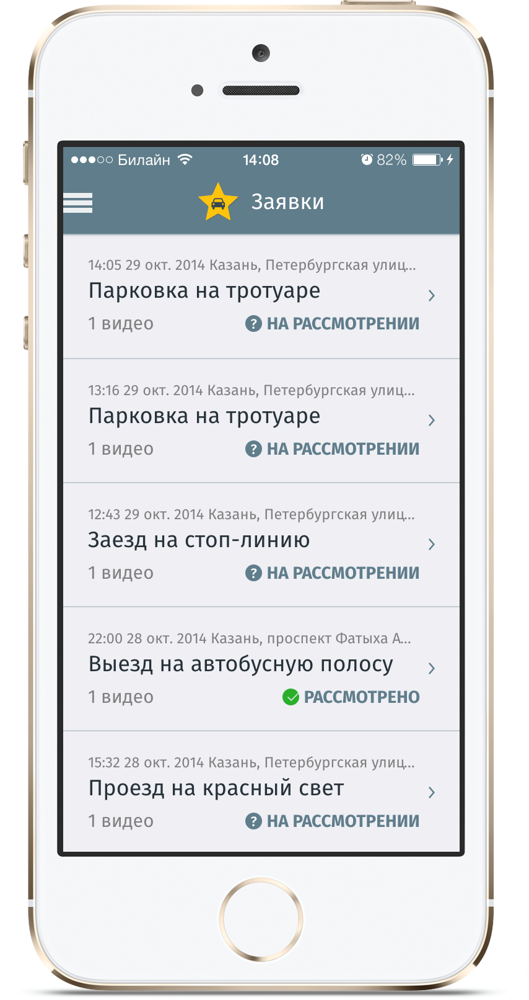 Билайн 14:08 82%
Заявки
14:05 29 окт. 2014 Казань, Петербургская улиц...
Парковка на тротуаре
1 видео ? НА РАССМОТРЕНИИ
13:16 29 окт. 2014 Казань, Петербургская улиц...
Парковка на тротуаре
1 видео ? НА РАССМОТРЕНИИ
12:43 29 окт. 2014 Казань, Петербургская улиц...
Заезд на стоп-линию
1 видео ? НА РАССМОТРЕНИИ
22:00 28 окт. 2014 Казань, проспект Фатыха А...
Выезд на автобусную полосу
1 видео РАССМОТРЕНО
15:32 28 окт. 2014 Казань, Петербургская улиц...
Проезд на красный свет
1 видео ? НА РАССМОТРЕНИИ